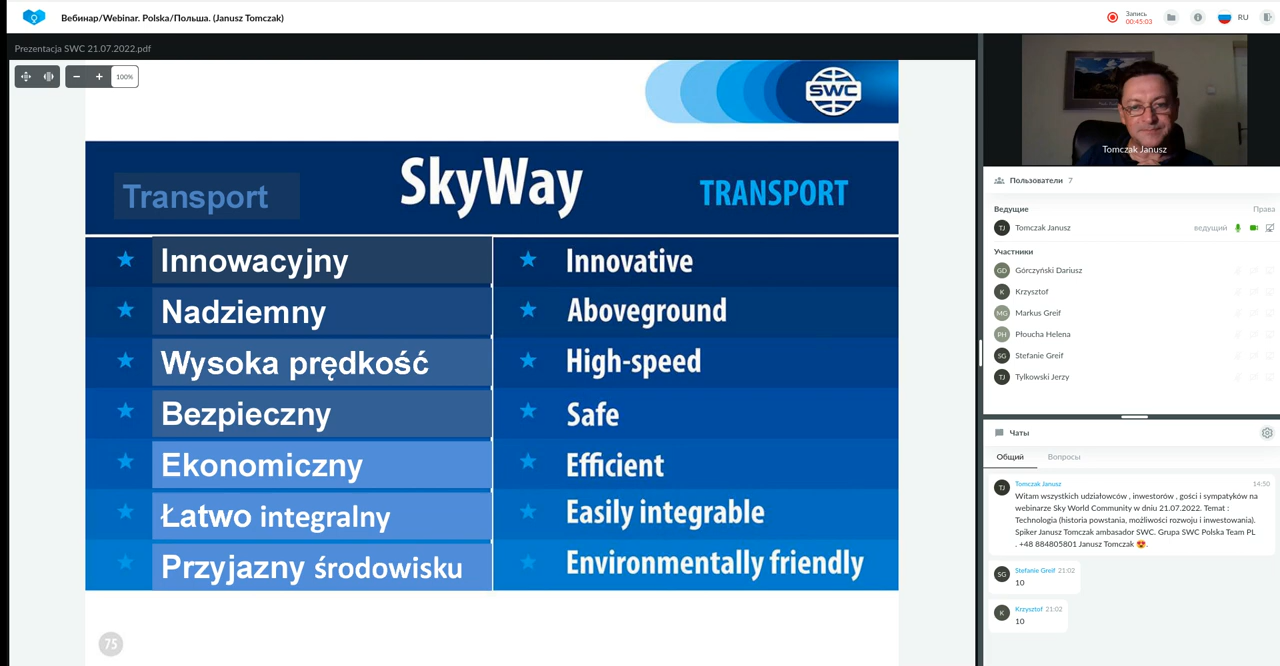 Вебинар/Webinar. Polska/Польша. (Janusz Tomczak)
Запись
00:45:03
RU
Prezentacja SWC 21.07.2022.pdf
100%
SWC
Transport
SkyWay
TRANSPORT
Innowacyjny
Innovative
Nadziemny
Aboveground
Wysoka prędkość
High-speed
Bezpieczny
Safe
Ekonomiczny
Efficient
Łatwo integralny
Easily integrable
Przyjazny środowisku
Environmentally friendly
75
Tomczak Janusz
Пользователи 7
Ведущие
Права
TJ
Tomczak Janusz
ведущий
Участники
GD
Górczyński Dariusz
K
Krzysztof
MG
Markus Greif
PH
Płoucha Helena
SG
Stefanie Greif
TJ
Tylkowski Jerzy
Чаты
Общий
Вопросы
TJ
Tomczak Janusz
14:50
Witam wszystkich udziałowców , inwestorów , gości i sympatyków na
webinarze Sky World Community w dniu 21.07.2022. Temat :
Technologia (historia powstania, możliwości rozwoju i inwestowania).
Spiker Janusz Tomczak ambasador SWC. Grupa SWC Polska Team PL
. +48 884805801 Janusz Tomczak 😍.
SG
Stefanie Greif 21:02
10
K
Krzysztof 21:02
10